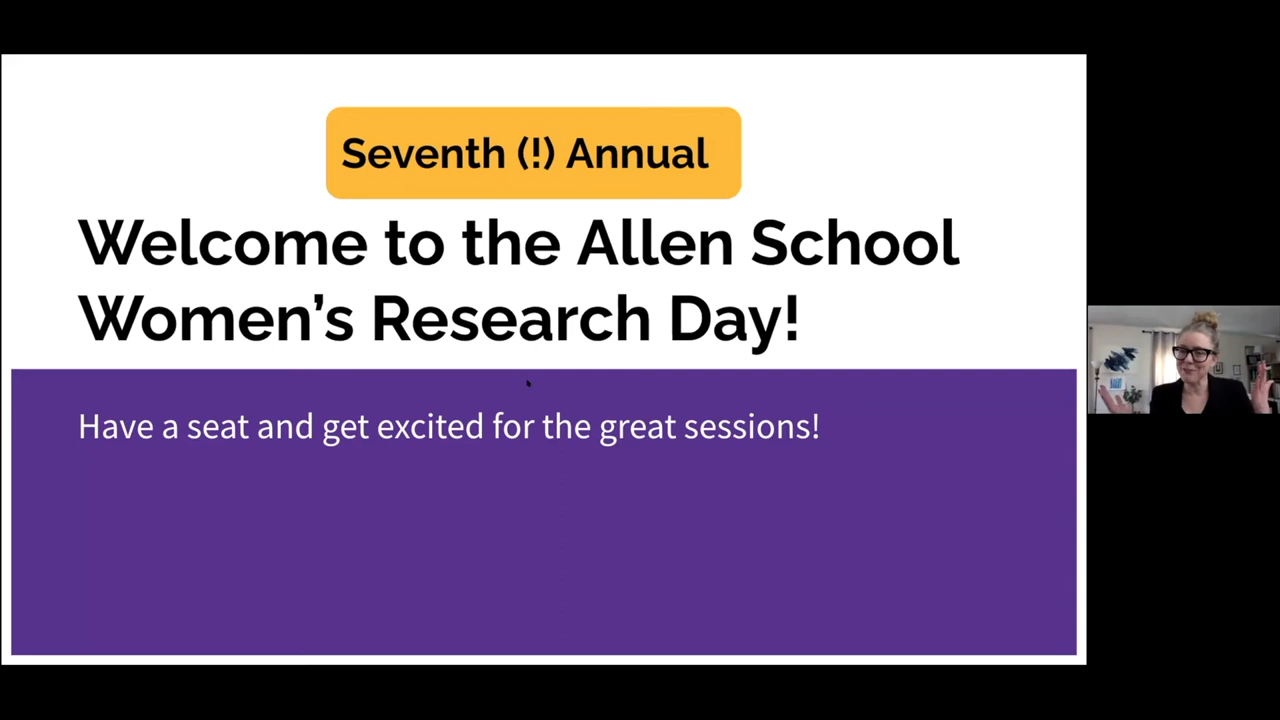 Seventh (!) Annual
Welcome to the Allen School
Women’s Research Day!
Have a seat and get excited for the great sessions!